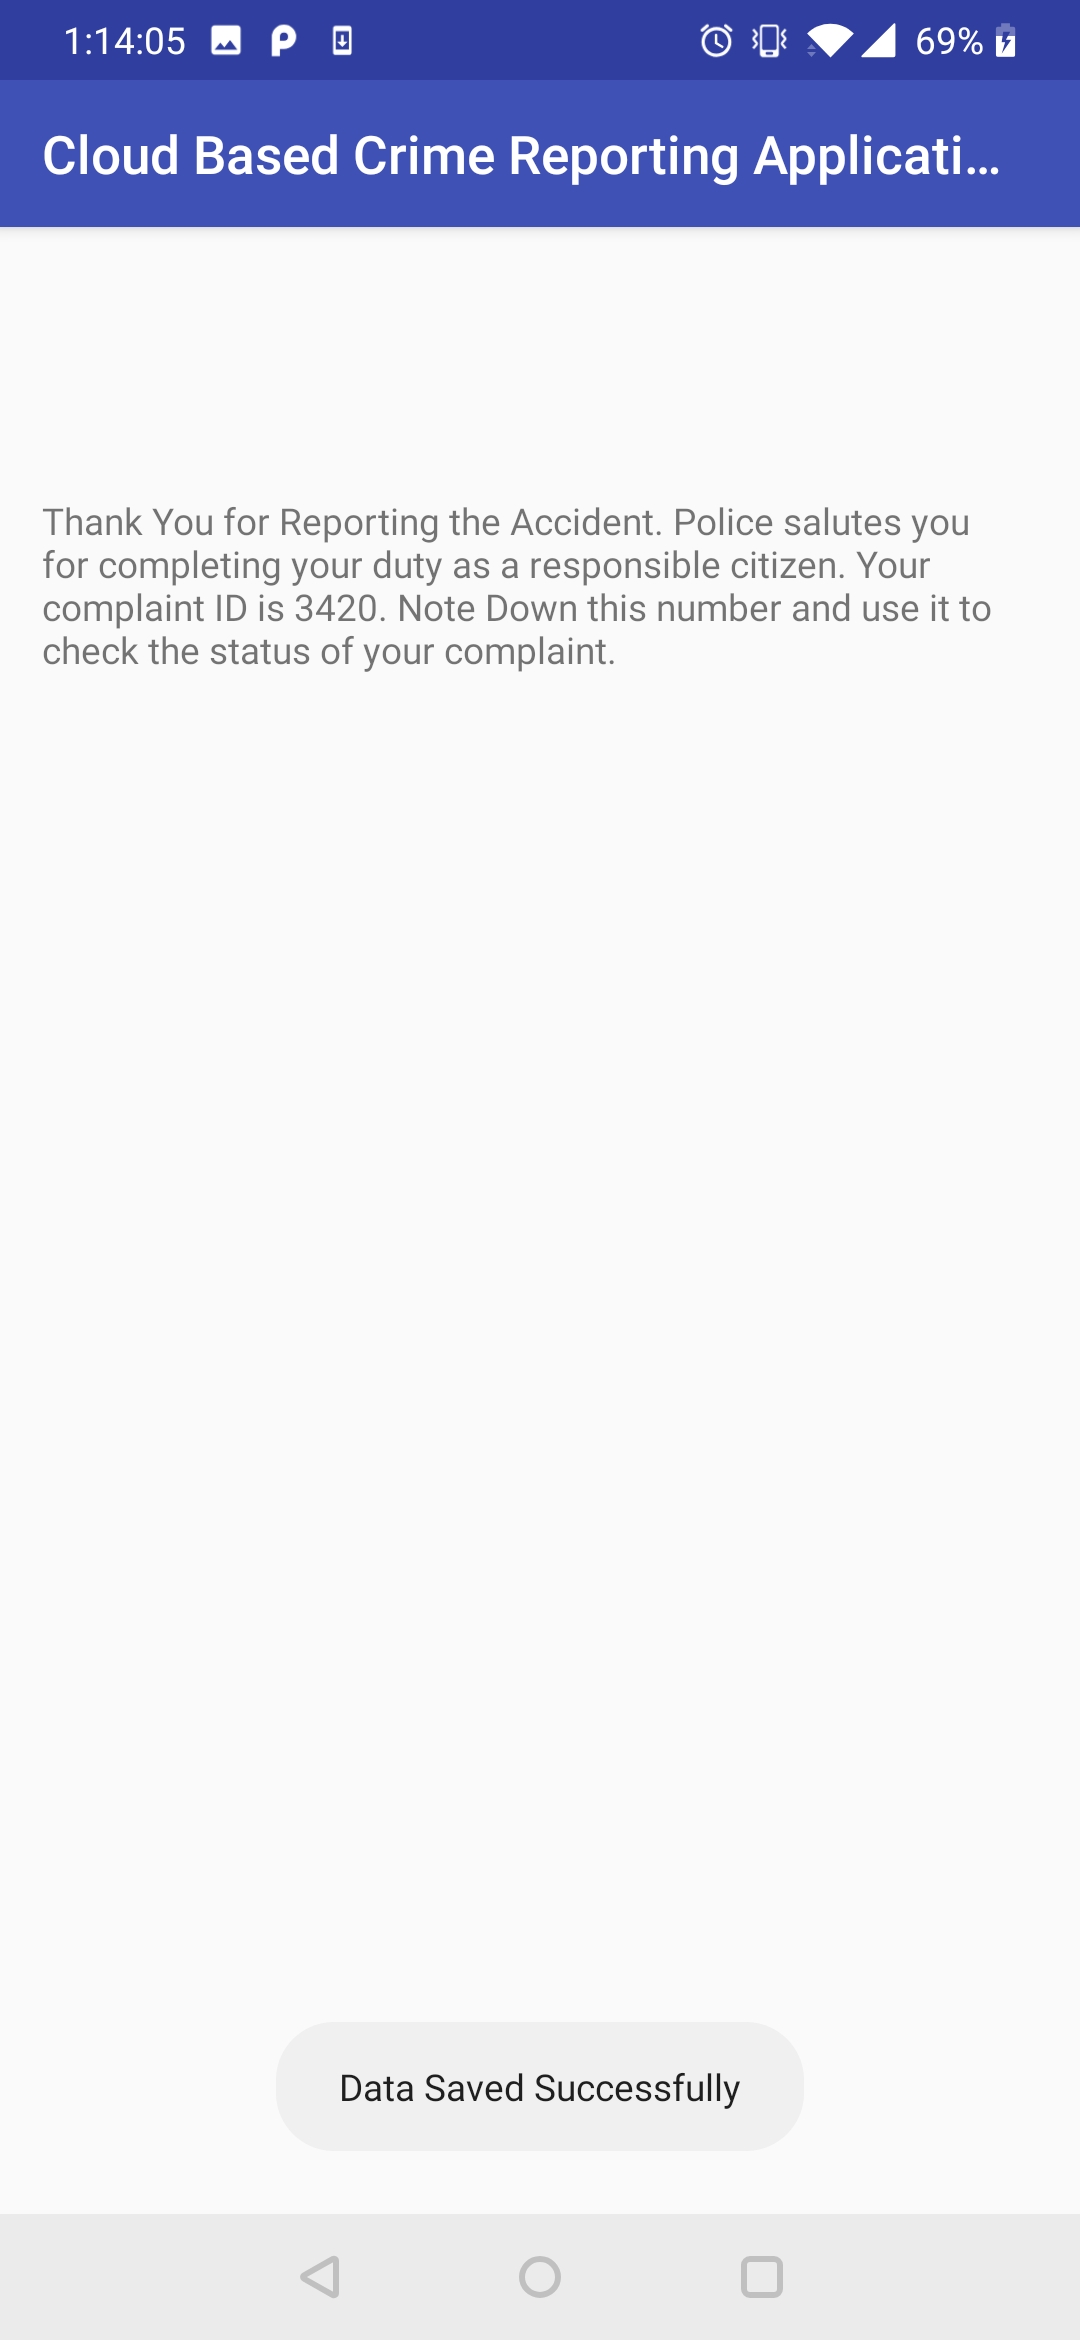 1:14:05 69%
Cloud Based Crime Reporting Applicati...
Thank You for Reporting the Accident. Police salutes you
for completing your duty as a responsible citizen. Your
complaint ID is 3420. Note Down this number and use it to
check the status of your complaint.
Data Saved Successfully